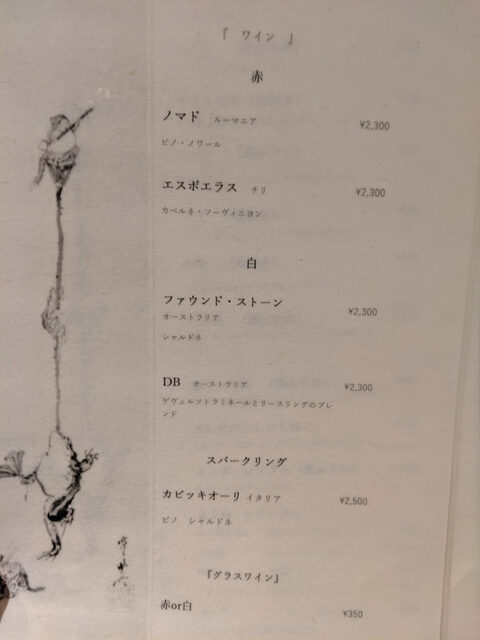 『 ワイン 』
赤
ノマド ルーマニア ¥2,300
ピノ・ノワール
エスポエラス チリ ¥2,300
カベルネ・ソーヴィニヨン
白
ファウンド・ストーン ¥2,300
オーストラリア
シャルドネ
DB オーストラリア ¥2,300
ゲヴェルツトラミネールとリースリングのブレ
ンド
スパークリング
カビッキオーリ イタリア ¥2,500
ピノ シャルドネ
『グラスワイン』
赤or白 ¥350